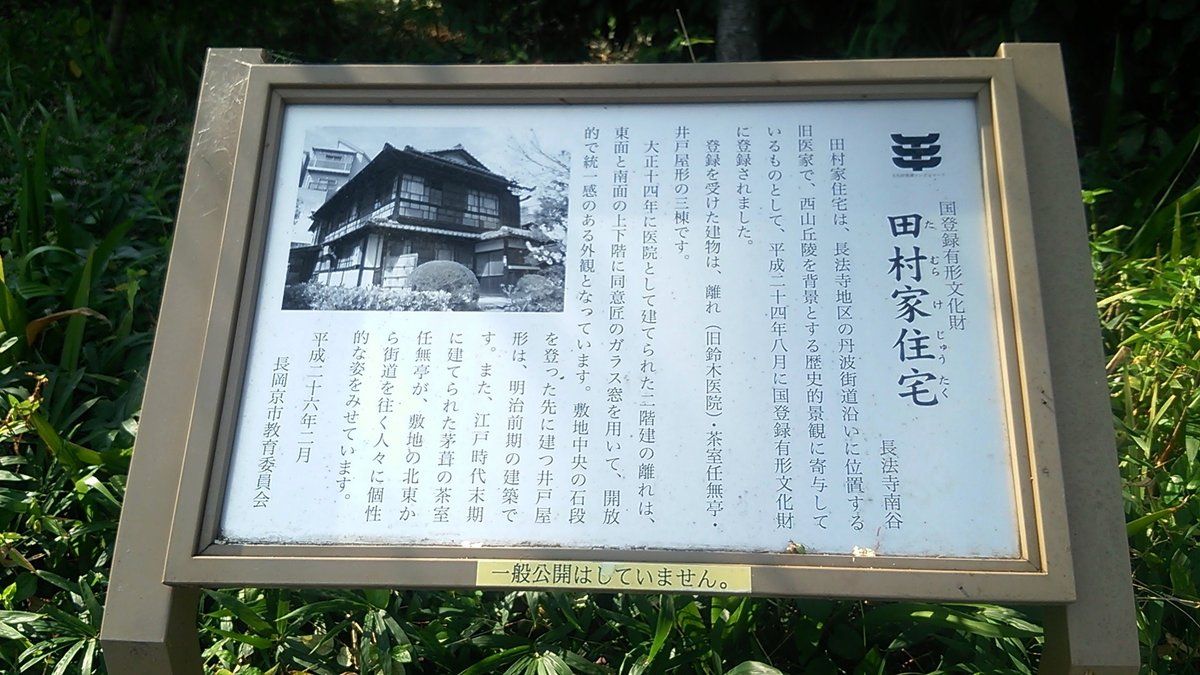 国登録有形文化財
田村家住宅
たむらけじゅうたく
長法寺南谷
田村家住宅は、長法寺地区の丹波街道沿いに位置する
旧医家で、西山丘陵を背景とする歴史的景観に寄与して
いるものとして、平成二十四年八月に国登録有形文化財
に登録されました。
登録を受けた建物は、離れ（旧鈴木医院）・茶室任無亭・
井戸屋形の三棟です。
大正十四年に医院として建てられた二階建の離れは、
東面と南面の上下階に同意匠のガラス窓を用いて、開放
的で統一感のある外観となっています。敷地中央の石段
を登った先に建つ井戸屋
形は、明治前期の建築で
す。また、江戸時代末期
に建てられた茅葺の茶室
任無亭が、敷地の北東か
ら街道を往く人々に個性
的な姿をみせています。
平成二十六年二月
長岡京市教育委員会
一般公開はしていません。